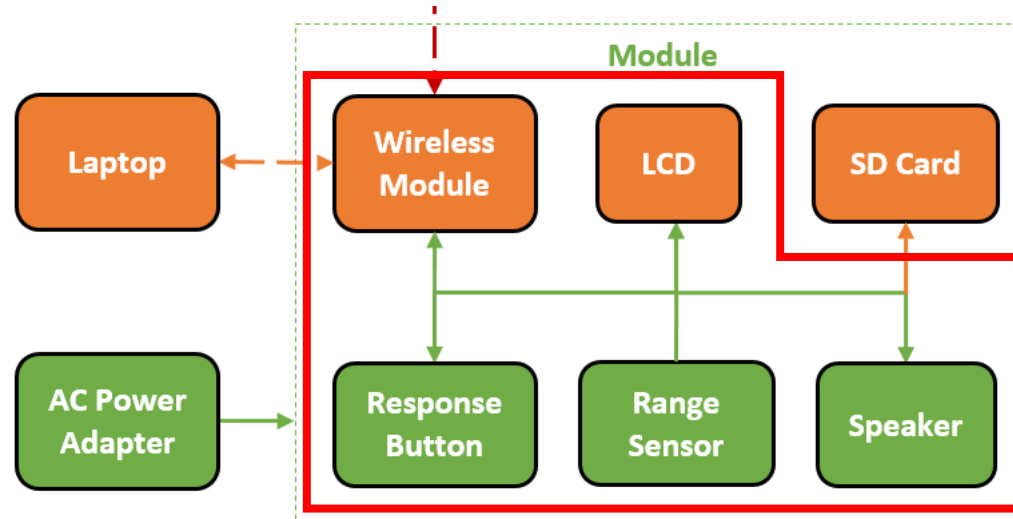 Module
Wireless
Module
LCD
SD Card
Laptop
AC Power
Adapter
Response
Button
Range
Sensor
Speaker